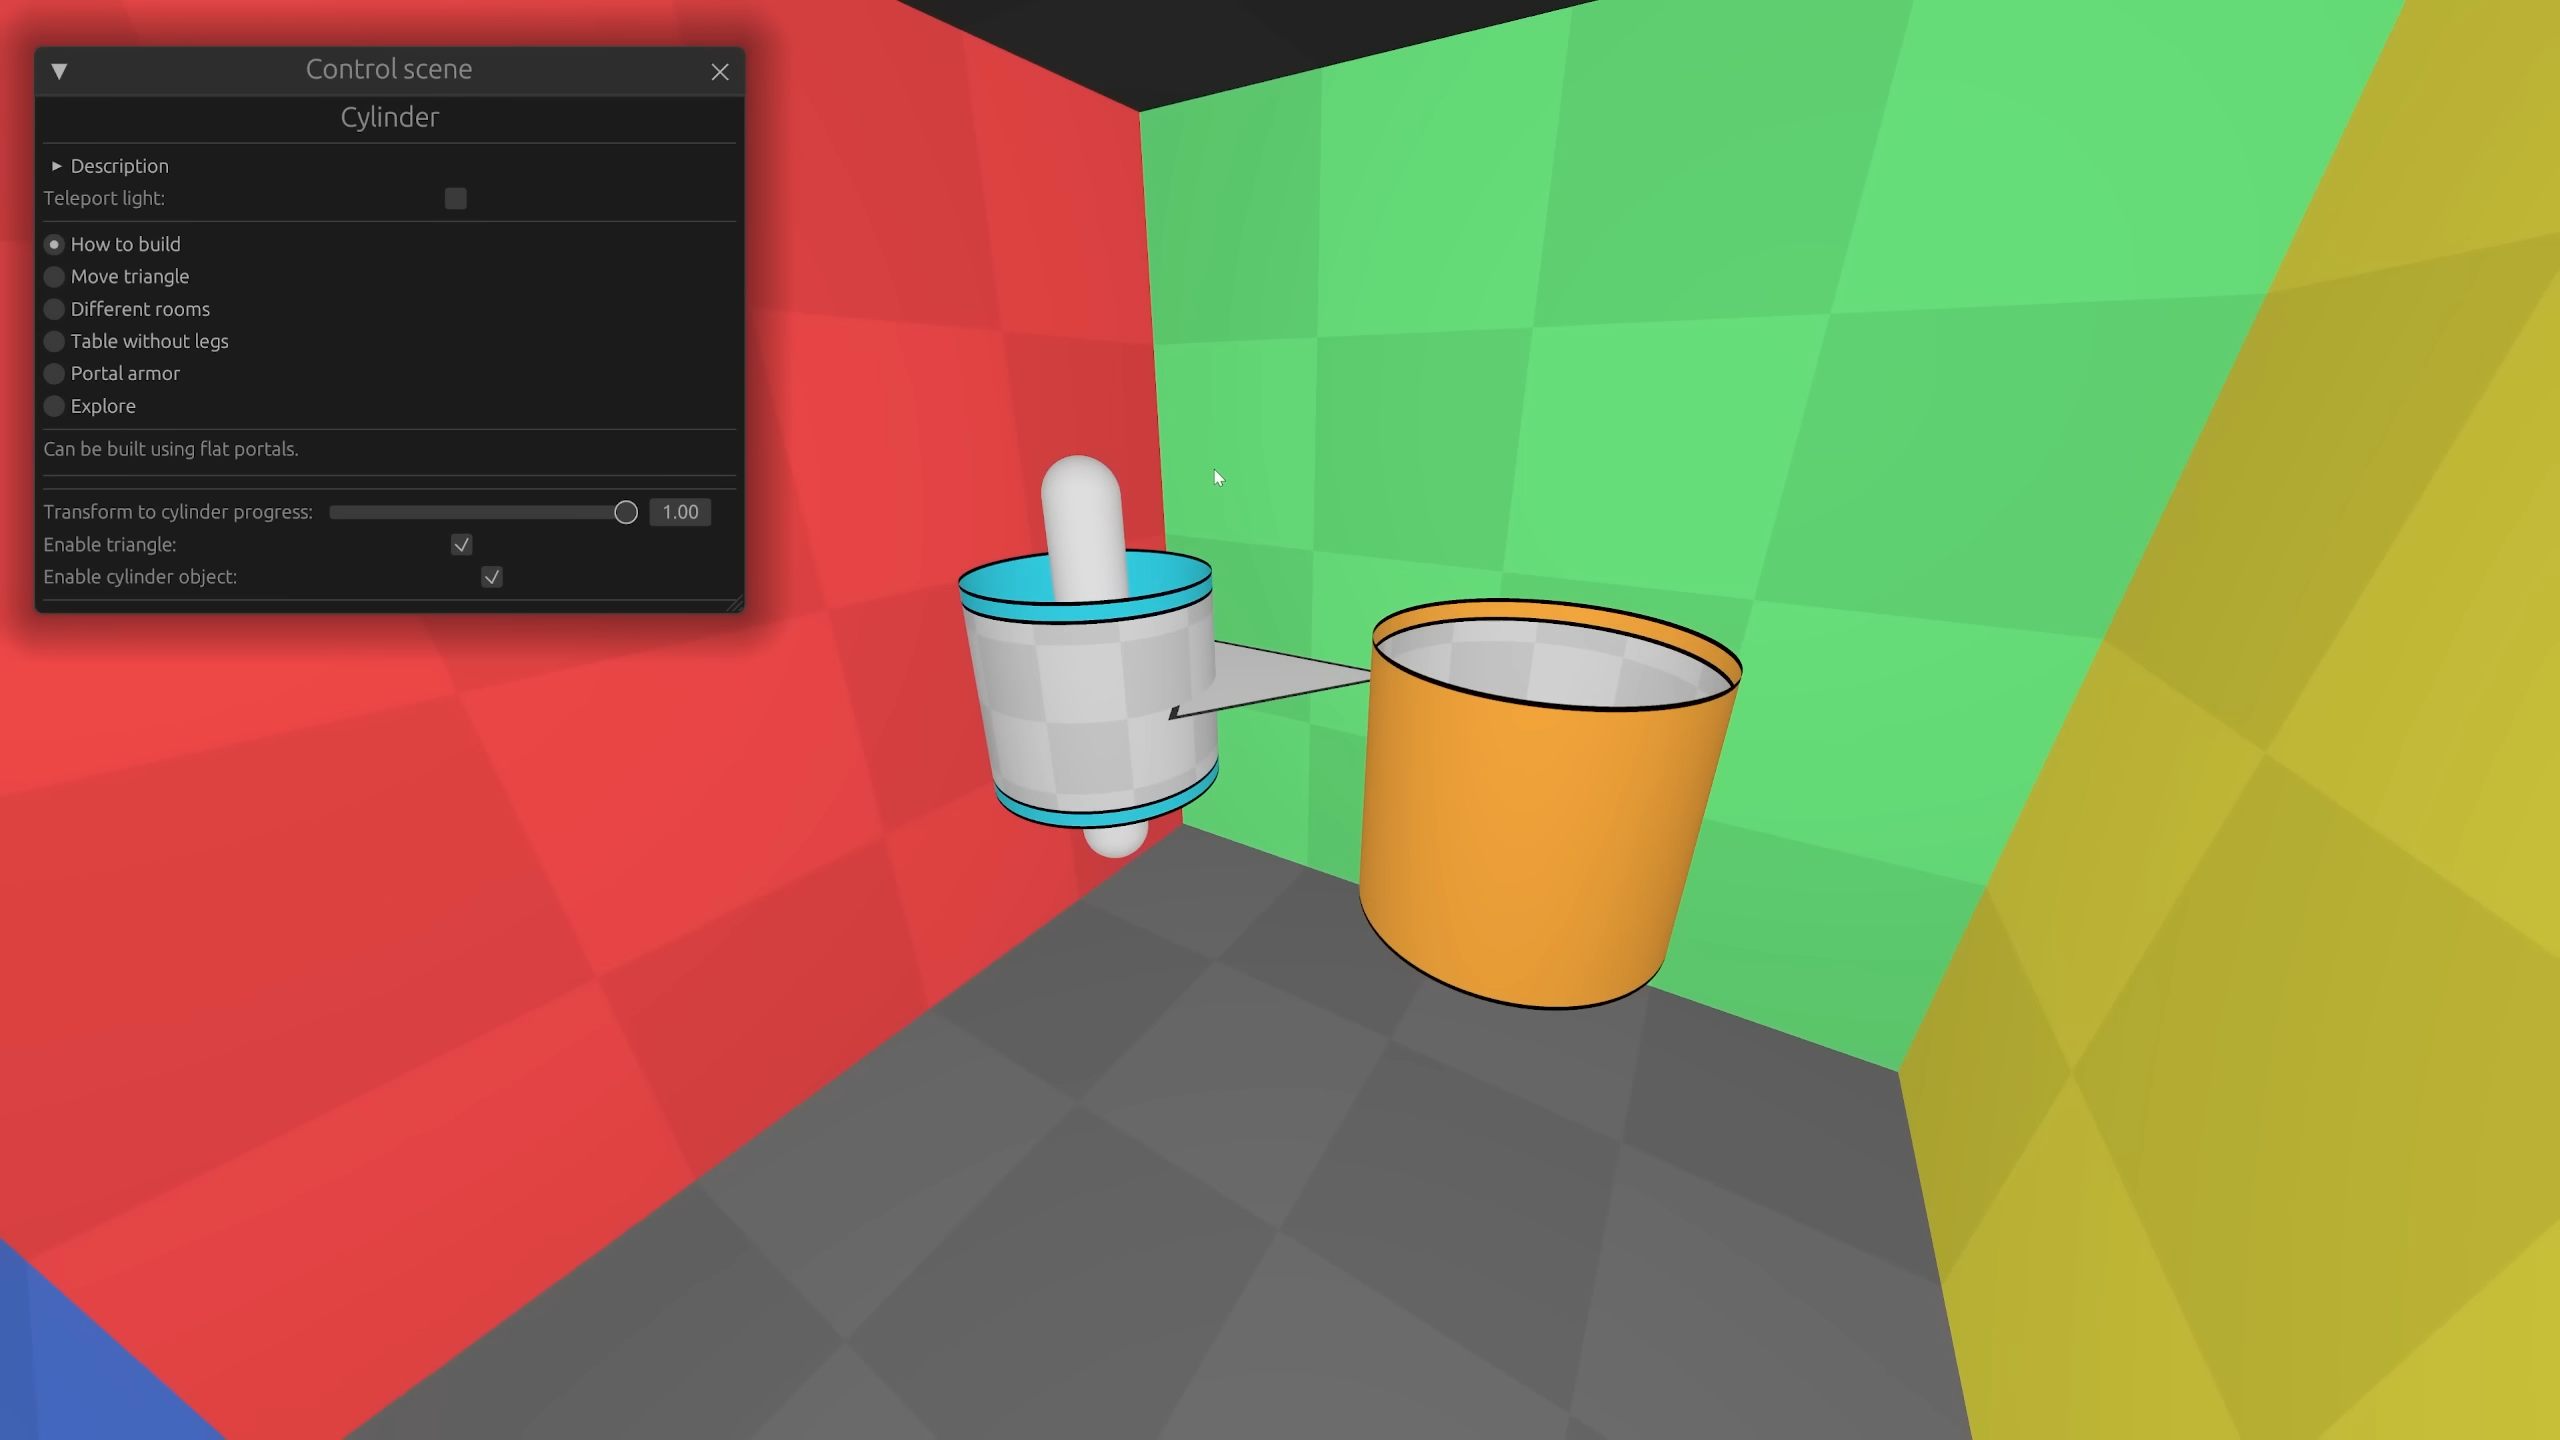 Control scene
Cylinder
Description
Teleport light:
How to build
Move triangle
Different rooms
Table without legs
Portal armor
Explore
Can be built using flat portals.
Transform to cylinder progress: 1.00
Enable triangle:
Enable cylinder object: